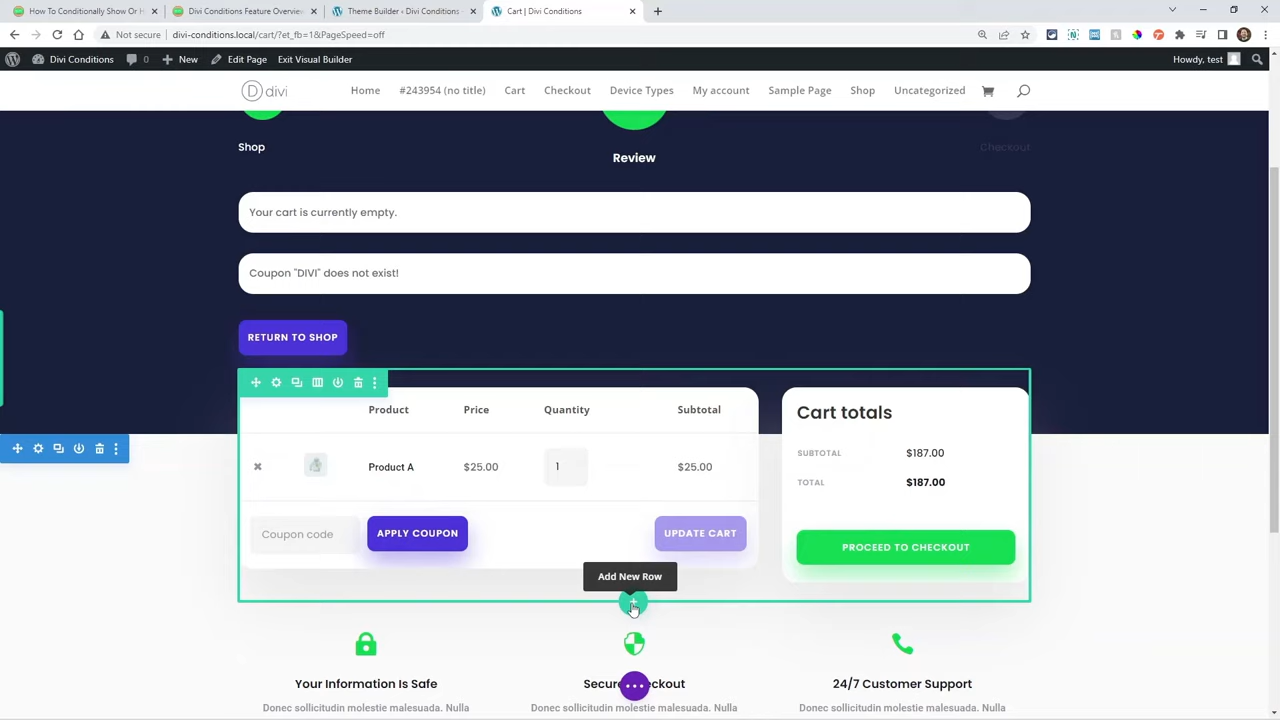 How To Conditionally Show Or H
Divi Conditions Feature Overview
Theme Builder ‹ Divi Conditions
Cart | Divi Conditions
Not secure
divi-conditions.local/cart/?et_fb=1&PageSpeed=off
Divi Conditions
0
New
Edit Page
Exit Visual Builder
Howdy, test
D divi
Home
#243954 (no title)
Cart
Checkout
Device Types
My account
Sample Page
Shop
Uncategorized
Shop
Review
Checkout
Your cart is currently empty.
Coupon "DIVI" does not exist!
RETURN TO SHOP
Product
Price
Quantity
Subtotal
Product A
$25.00
1
$25.00
Coupon code
APPLY COUPON
UPDATE CART
Cart totals
SUBTOTAL
$187.00
TOTAL
$187.00
PROCEED TO CHECKOUT
Add New Row
Your Information Is Safe
Donec sollicitudin molestie malesuada. Nulla
24/7 Customer Support
Donec sollicitudin molestie malesuada. Nulla
Donec sollicitudin molestie malesuada. Nulla